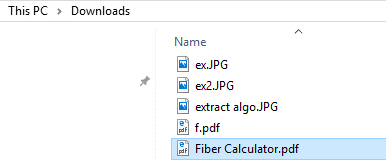 This PC > Downloads
Name
ex.JPG
ex2.JPG
extract algo.JPG
f.pdf
Fiber Calculator.pdf